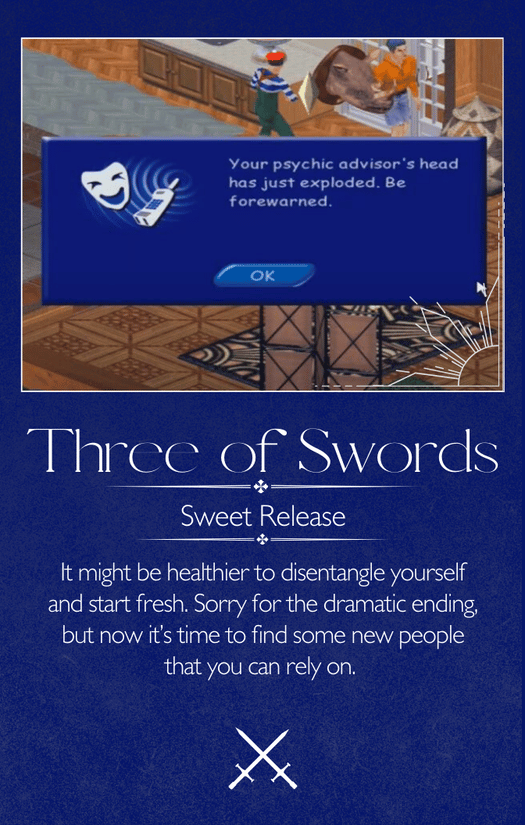 Your psychic advisor's head
has just exploded. Be
forewarned.
OK
Three of Swords
Sweet Release
It might be healthier to disentangle yourself
and start fresh. Sorry for the dramatic ending,
but now it's time to find some new people
that you can rely on.